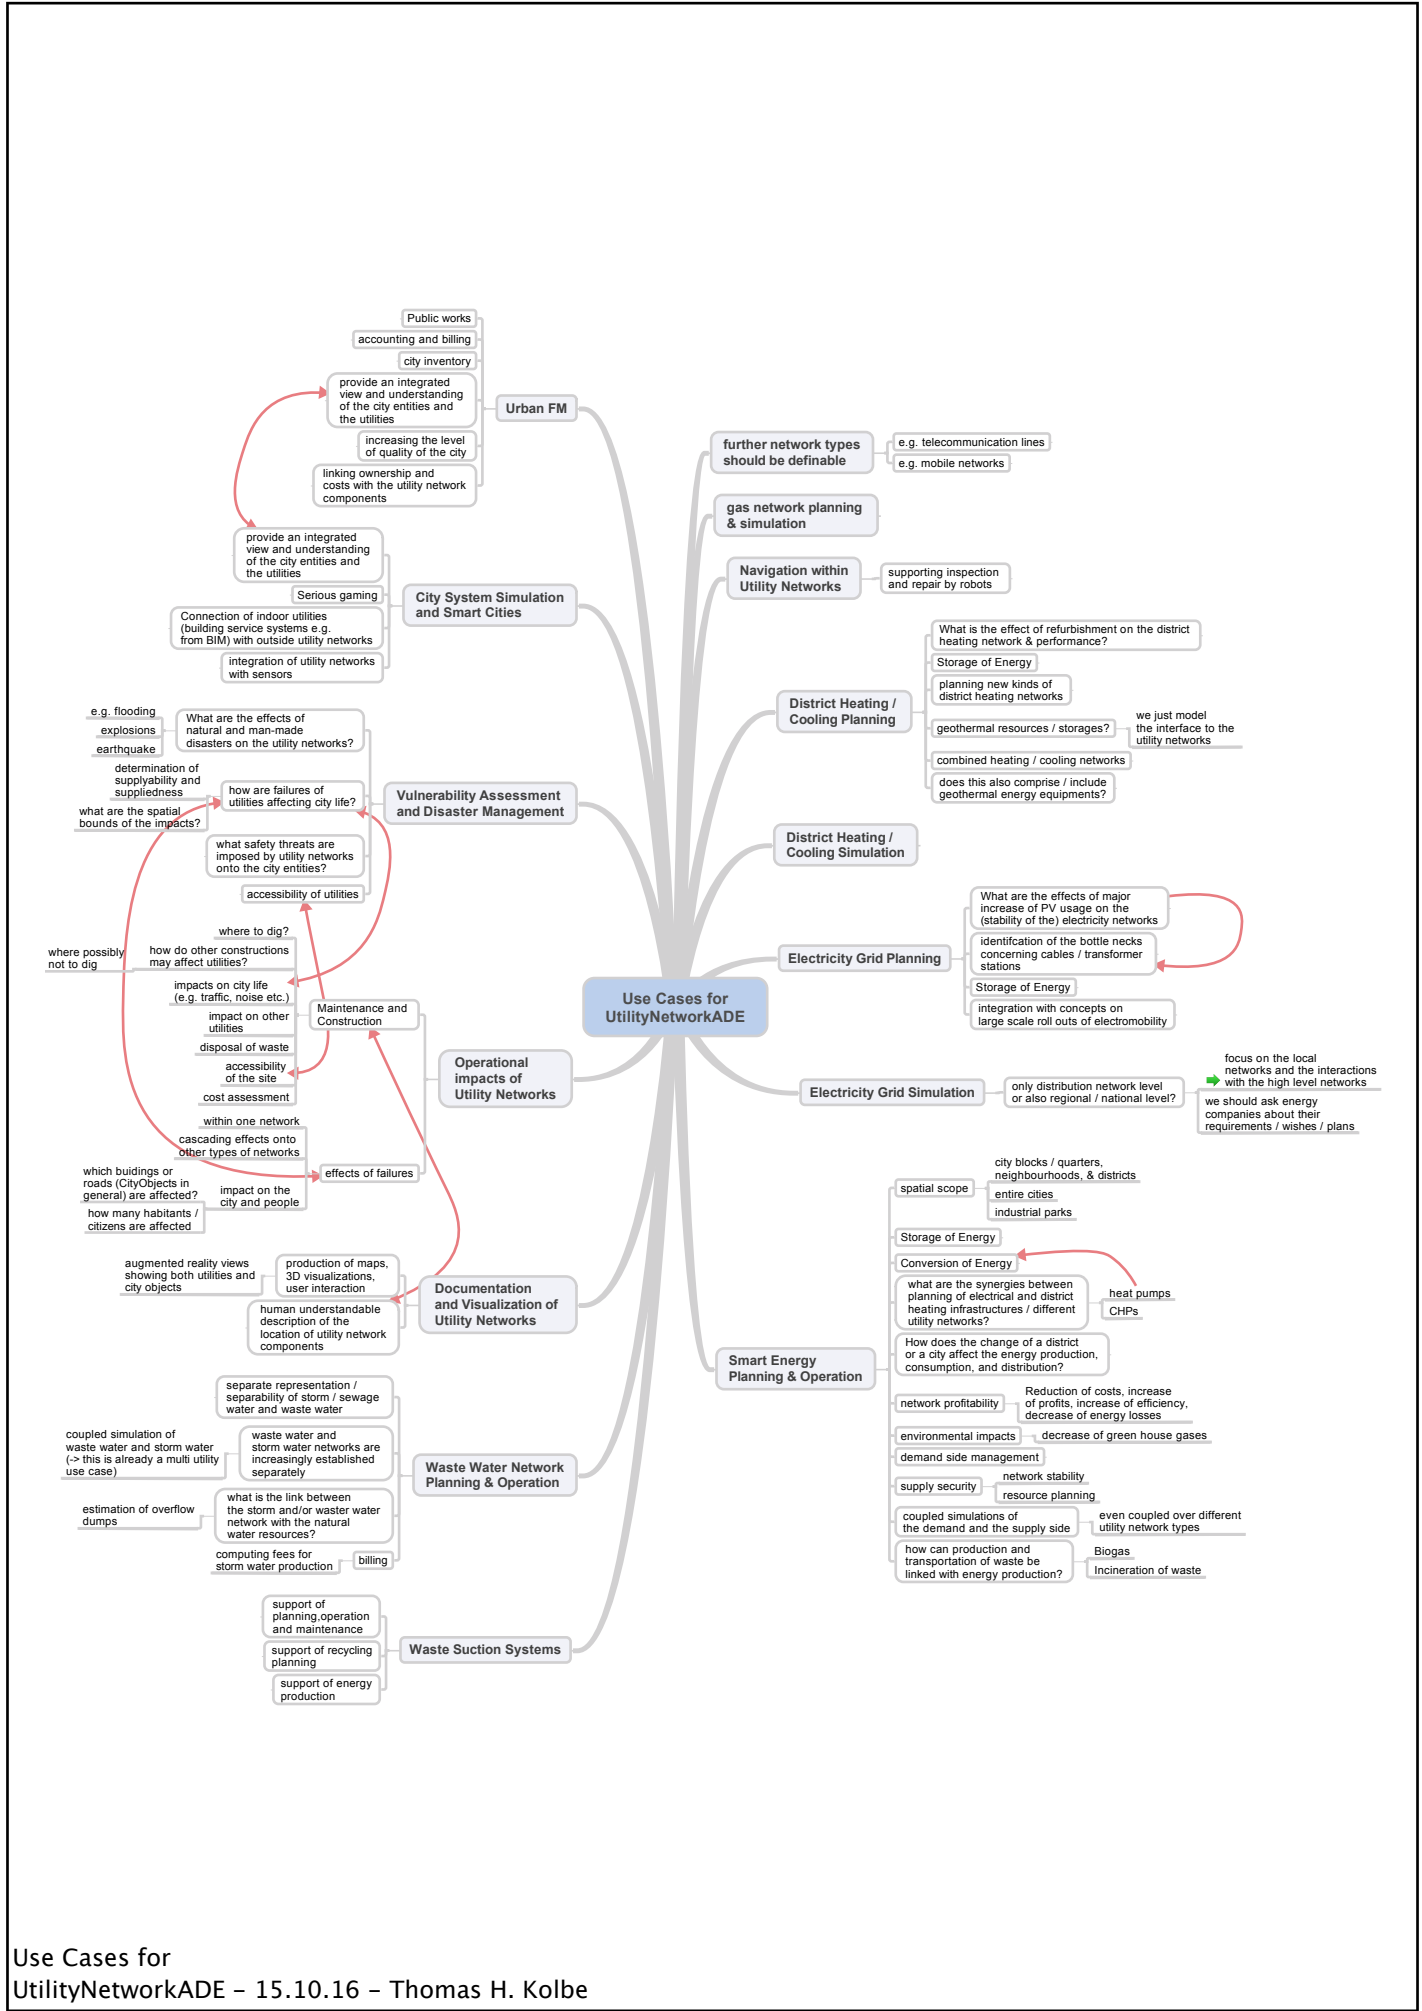 Public works
accounting and billing
city inventory
provide an integrated
view and understanding
of the city entities and
the utilities
increasing the level
of quality of the city
linking ownership and
costs with the utility network
components
Urban FM
provide an integrated
view and understanding
of the city entities and
the utilities
Serious gaming
Connection of indoor utilities
(building service systems e.g.
from BIM) with outside utility networks
integration of utility networks
with sensors
City System Simulation
and Smart Cities
e.g. flooding
explosions
earthquake
What are the effects of
natural and man-made
disasters on the utility networks?
determination of
supplyability and
suppliedness
what are the spatial
bounds of the impacts?
how are failures of
utilities affecting city life?
what safety threats are
imposed by utility networks
onto the city entities?
accessibility of utilities
Vulnerability Assessment
and Disaster Management
where to dig?
where possibly
not to dig
how do other constructions
may affect utilities?
impacts on city life
(e.g. traffic, noise etc.)
impact on other
utilities
disposal of waste
accessibility
of the site
cost assessment
Maintenance and
Construction
within one network
cascading effects onto
other types of networks
which buidings or
roads (CityObjects in
general) are affected?
how many habitants /
citizens are affected
impact on the
city and people
effects of failures
Operational
impacts of
Utility Networks
augmented reality views
showing both utilities and
city objects
production of maps,
3D visualizations,
user interaction
human understandable
description of the
location of utility network
components
Documentation
and Visualization of
Utility Networks
separate representation /
separability of storm / sewage
water and waste water
coupled simulation of
waste water and storm water
(-> this is already a multi utility
use case)
waste water and
storm water networks are
increasingly established
separately
estimation of overflow
dumps
what is the link between
the storm and/or waster water
network with the natural
water resources?
computing fees for
storm water production
billing
Waste Water Network
Planning & Operation
support of
planning,operation
and maintenance
support of recycling
planning
support of energy
production
Waste Suction Systems
Use Cases for
UtilityNetworkADE
further network types
should be definable
e.g. telecommunication lines
e.g. mobile networks
gas network planning
& simulation
Navigation within
Utility Networks
supporting inspection
and repair by robots
District Heating /
Cooling Planning
What is the effect of refurbishment on the district
heating network & performance?
Storage of Energy
planning new kinds of
district heating networks
geothermal resources / storages?
we just model
the interface to the
utility networks
combined heating / cooling networks
does this also comprise / include
geothermal energy equipments?
District Heating /
Cooling Simulation
Electricity Grid Planning
What are the effects of major
increase of PV usage on the
(stability of the) electricity networks
identifcation of the bottle necks
concerning cables / transformer
stations
Storage of Energy
integration with concepts on
large scale roll outs of electromobility
Electricity Grid Simulation
only distribution network level
or also regional / national level?
focus on the local
networks and the interactions
with the high level networks
we should ask energy
companies about their
requirements / wishes / plans
Smart Energy
Planning & Operation
spatial scope
city blocks / quarters,
neighbourhoods, & districts
entire cities
industrial parks
Storage of Energy
Conversion of Energy
what are the synergies between
planning of electrical and district
heating infrastructures / different
utility networks?
heat pumps
CHPs
How does the change of a district
or a city affect the energy production,
consumption, and distribution?
network profitability
Reduction of costs, increase
of profits, increase of efficiency,
decrease of energy losses
environmental impacts
decrease of green house gases
demand side management
supply security
network stability
resource planning
coupled simulations of
the demand and the supply side
even coupled over different
utility network types
how can production and
transportation of waste be
linked with energy production?
Biogas
Incineration of waste
Use Cases for
UtilityNetworkADE – 15.10.16 – Thomas H. Kolbe